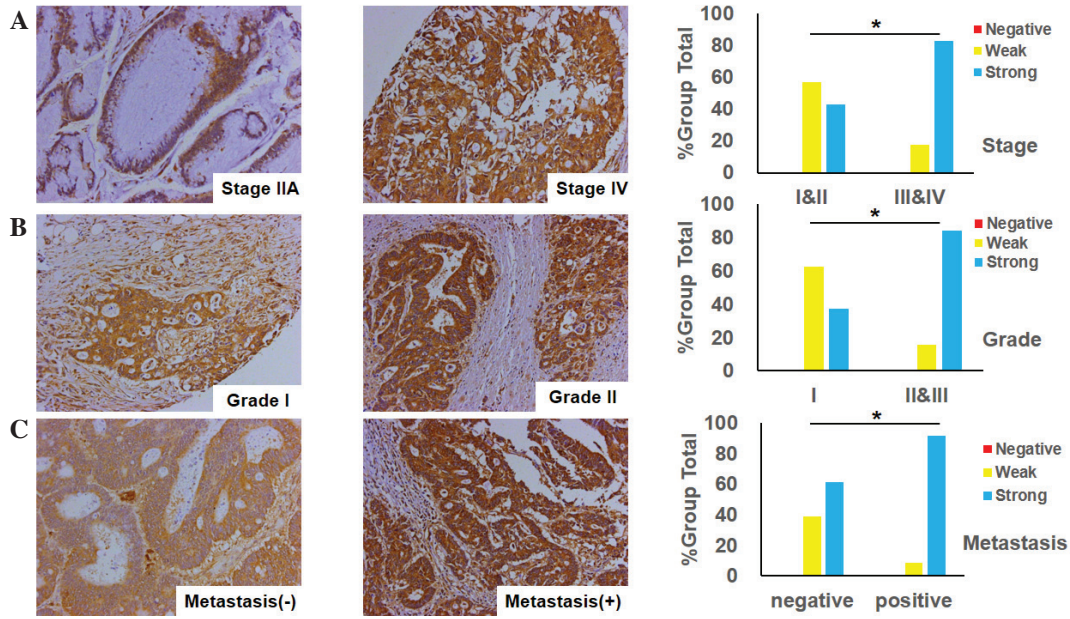 A
Stage IIA
Stage IV
100
80
60
40
20
0
%Group Total
*
Negative
Weak
Strong
Stage
I&II
III&IV
B
Grade I
Grade II
100
80
60
40
20
0
%Group Total
*
Negative
Weak
Strong
Grade
I
II&III
C
Metastasis(-)
Metastasis(+)
100
80
60
40
20
0
%Group Total
*
Negative
Weak
Strong
Metastasis
negative
positive